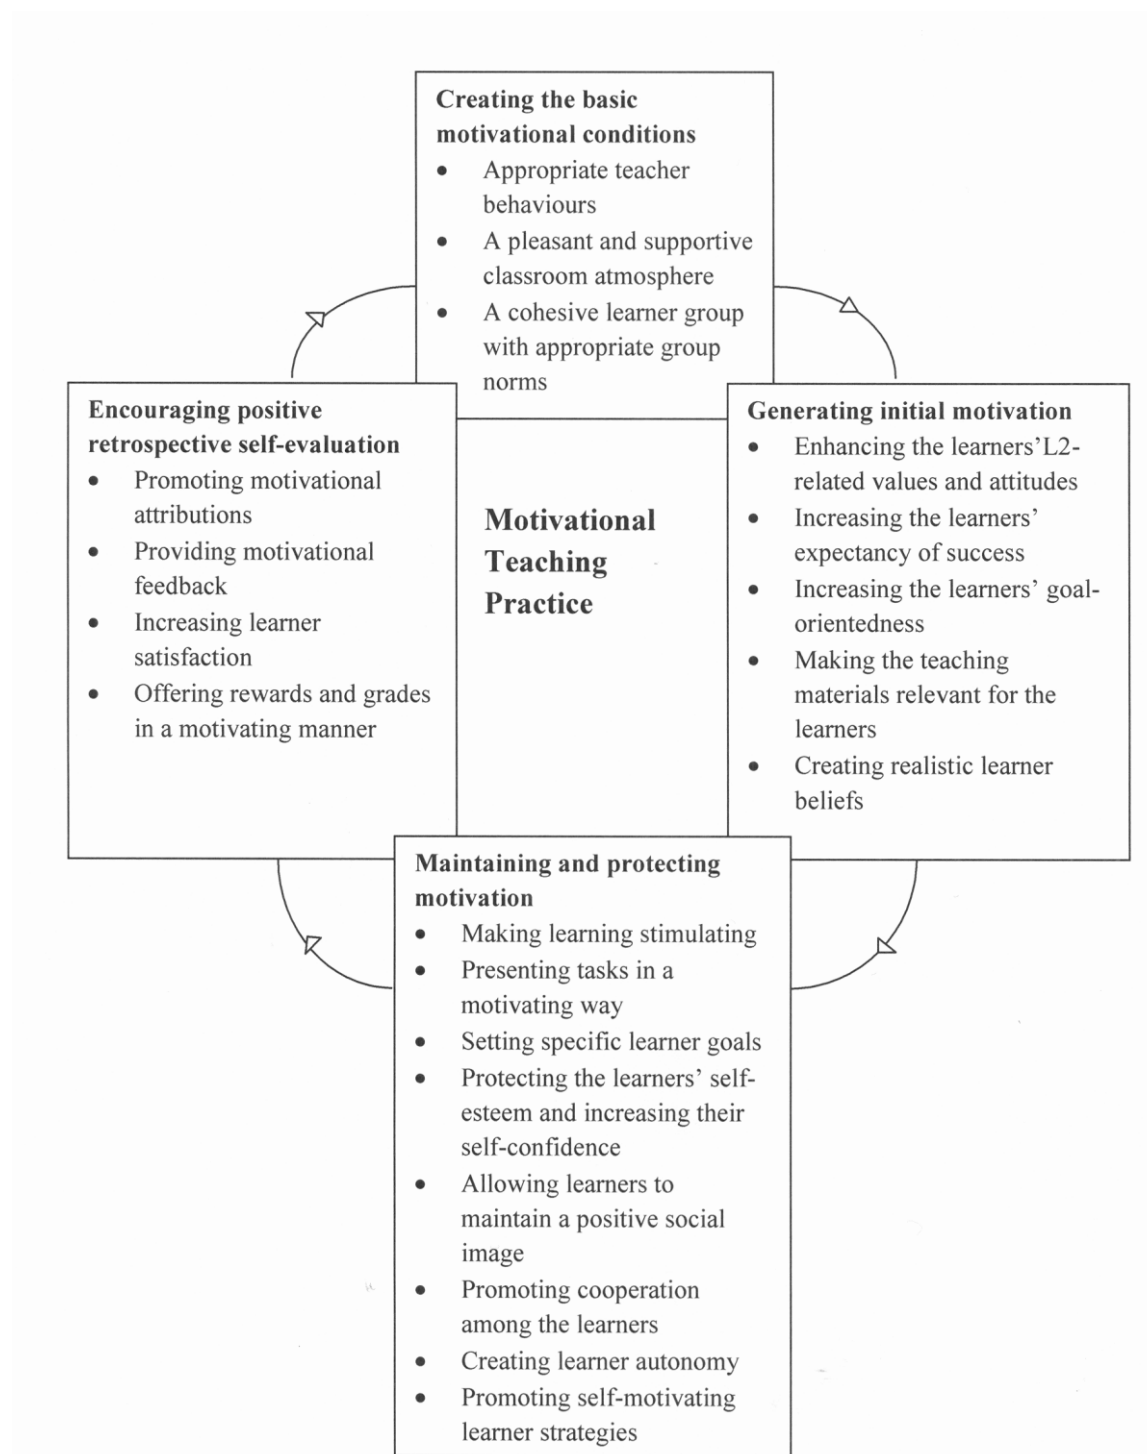 Creating the basic
motivational conditions
• Appropriate teacher
behaviours
• A pleasant and supportive
classroom atmosphere
• A cohesive learner group
with appropriate group
norms
Encouraging positive
retrospective self-evaluation
• Promoting motivational
attributions
• Providing motivational
feedback
• Increasing learner
satisfaction
• Offering rewards and grades
in a motivating manner
Motivational
Teaching
Practice
Generating initial motivation
• Enhancing the learners’L2-
related values and attitudes
• Increasing the learners’
expectancy of success
• Increasing the learners’ goal-
orientedness
• Making the teaching
materials relevant for the
learners
• Creating realistic learner
beliefs
Maintaining and protecting
motivation
• Making learning stimulating
• Presenting tasks in a
motivating way
• Setting specific learner goals
• Protecting the learners’ self-
esteem and increasing their
self-confidence
• Allowing learners to
maintain a positive social
image
• Promoting cooperation
among the learners
• Creating learner autonomy
• Promoting self-motivating
learner strategies